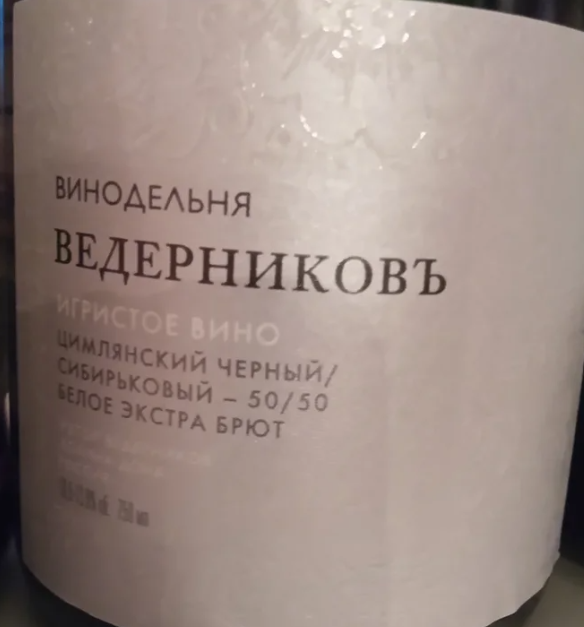 ВИНОДЕЛЬНЯ
ВЕДЕРНИКОВЪ
ИГРИСТОЕ ВИНО
ЦИМЛЯНСКИЙ ЧЕРНЫЙ/
СИБИРЬКОВЫЙ – 50/50
БЕЛОЕ ЭКСТРА БРЮТ